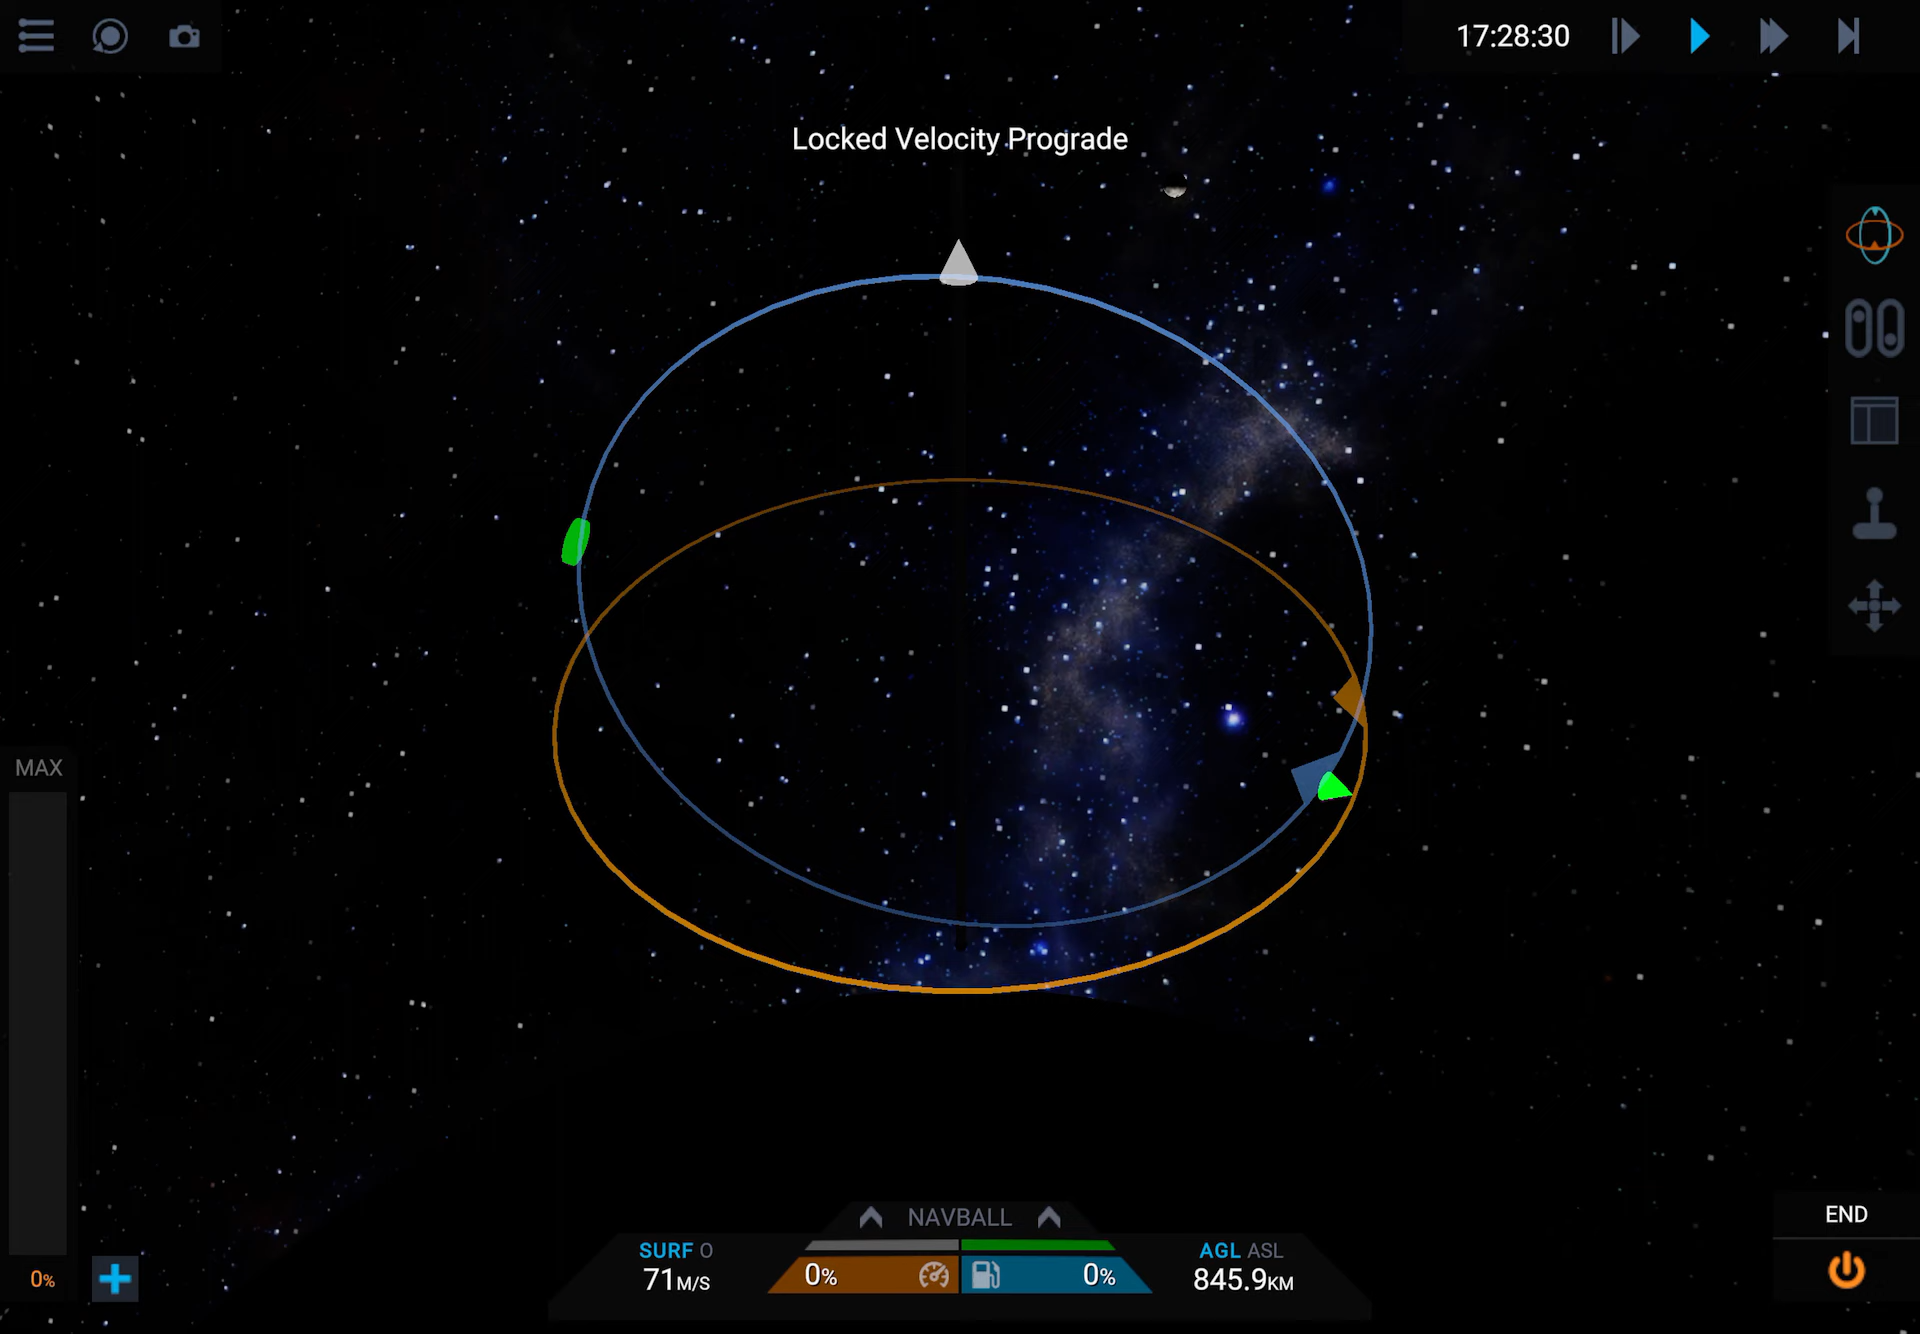 17:28:30
Locked Velocity Prograde
MAX
0%
NAVBALL
SURF O
71M/S
0%
0%
AGL ASL
845.9KM
END